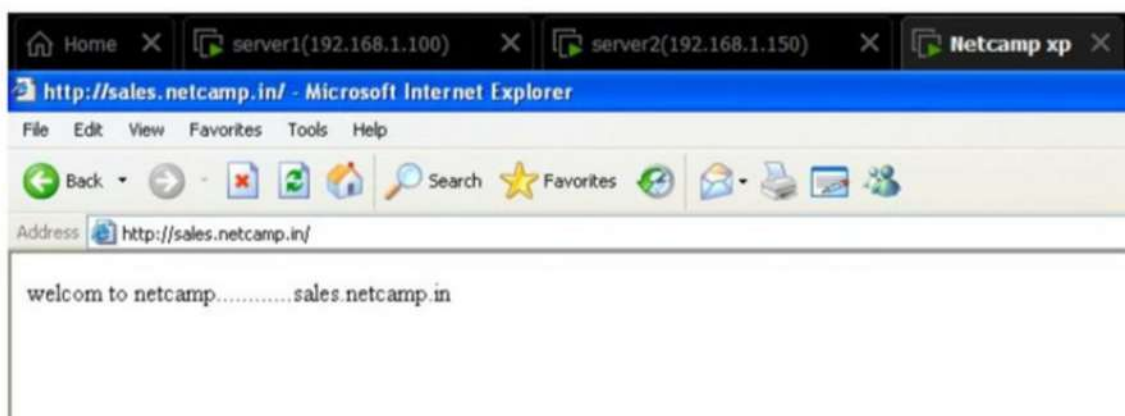 Home server1(192.168.1.100) server2(192.168.1.150) Netcamp xp
http://sales.netcamp.in/ - Microsoft Internet Explorer
File Edit View Favorites Tools Help
Back Search Favorites
Address http://sales.netcamp.in/
welcom to netcamp............sales.netcamp.in